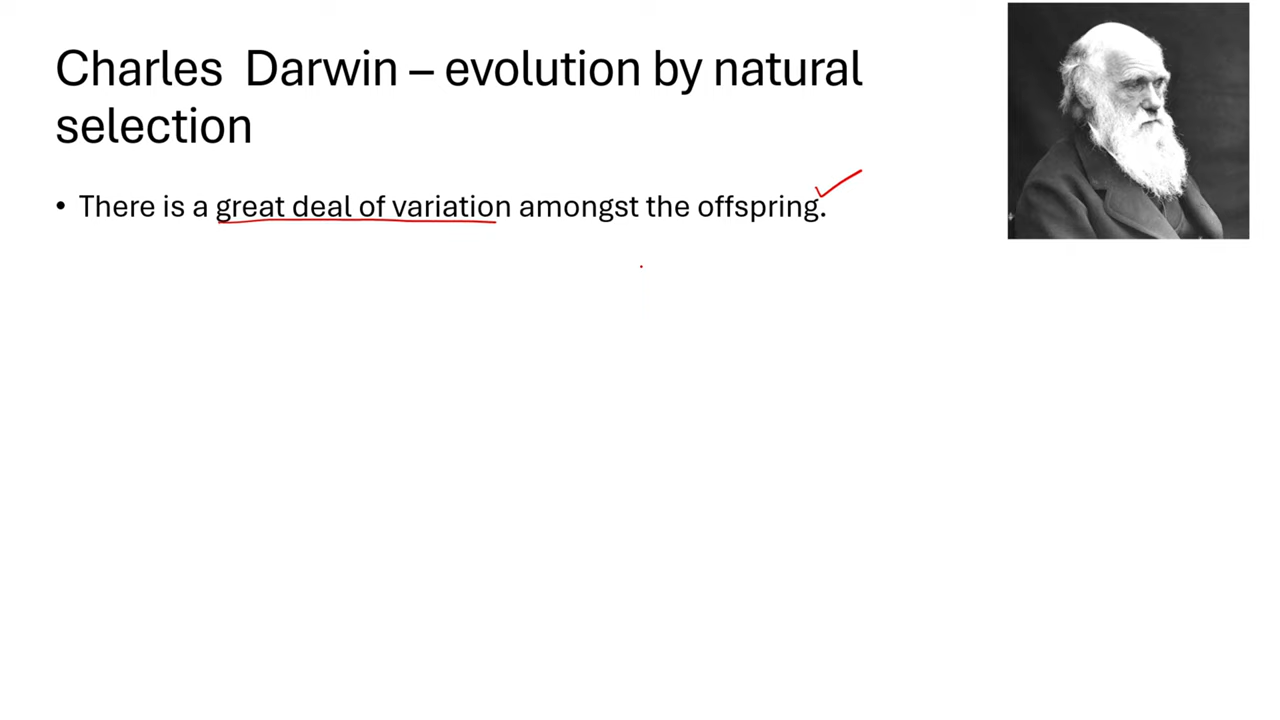 Charles  Darwin – evolution by natural
selection
• There is a great deal of variation amongst the offspring.